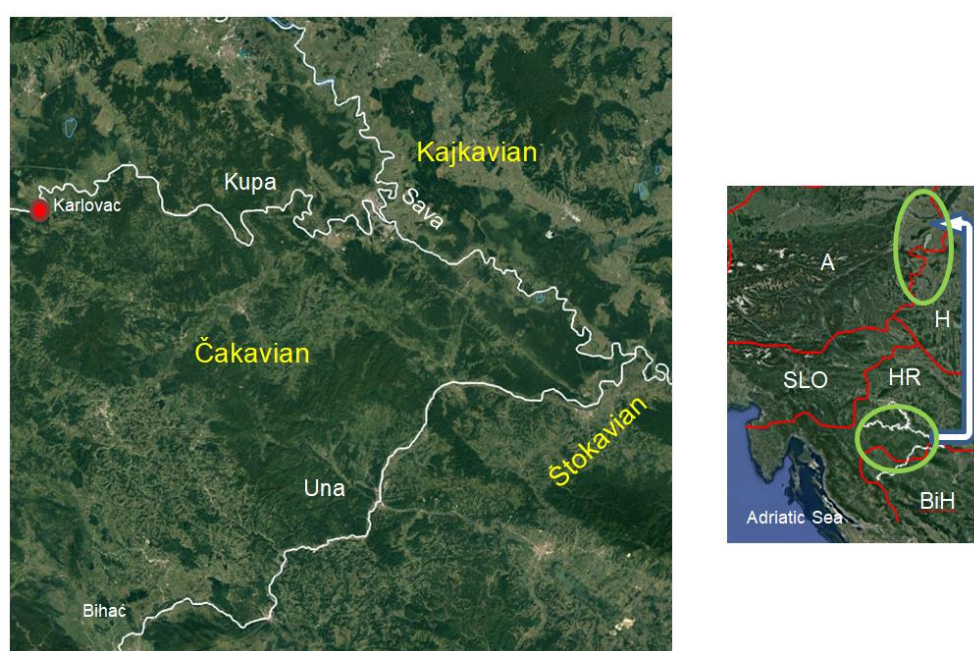 Kajkavian
Kupa
Sava
Karlovac
Čakavian
Štokavian
Una
Bihać
A
H
SLO
HR
BiH
Adriatic Sea